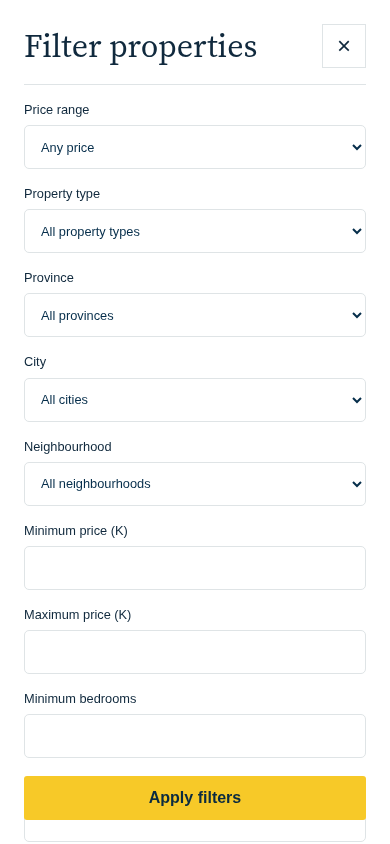 Filter properties
Price range
Any price
Property type
All property types
Province
All provinces
City
All cities
Neighbourhood
All neighbourhoods
Minimum price (K)
Maximum price (K)
Minimum bedrooms
Apply filters